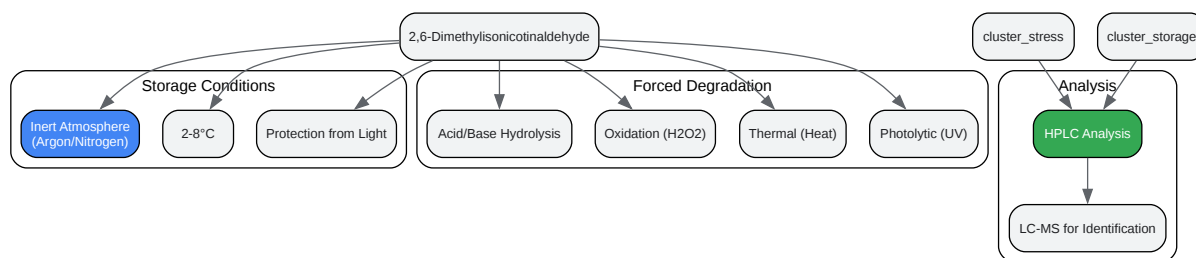 2,6-Dimethylisonicotinaldehyde
cluster_stress
cluster_storage
Storage Conditions
Forced Degradation
Analysis
Inert Atmosphere
(Argon/Nitrogen)
2-8°C
Protection from Light
Acid/Base Hydrolysis
Oxidation (H2O2)
Thermal (Heat)
Photolytic (UV)
HPLC Analysis
LC-MS for Identification